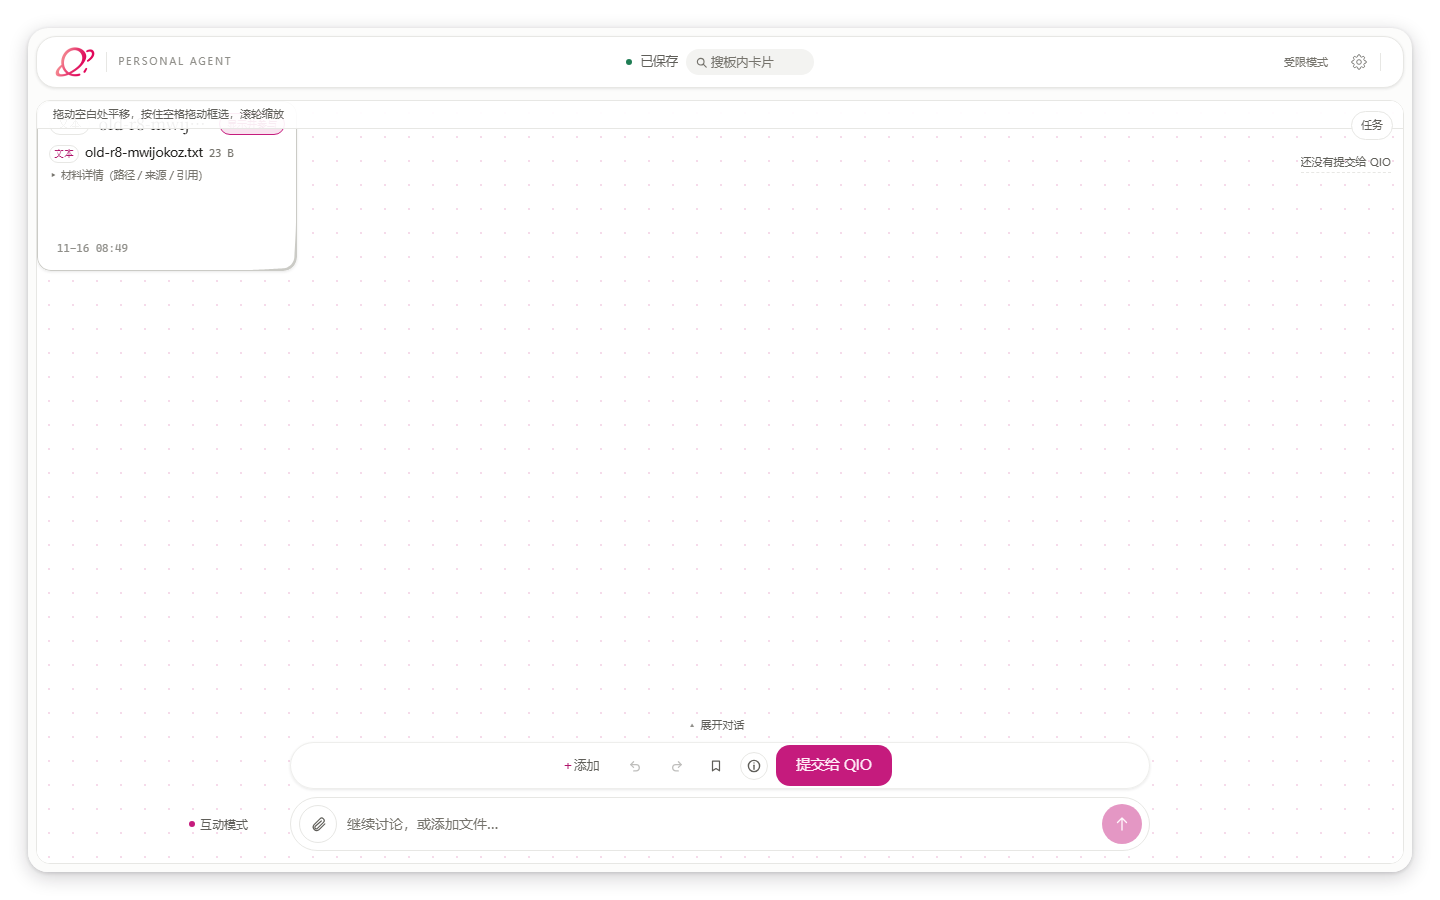 PERSONAL AGENT
已保存
搜板内卡片
受限模式
拖动空白处平移，按住空格拖动框选，滚轮缩放
任务
文本 old-r8-mwijokoz.txt 23 B
还没有提交给 QIO
▸ 材料详情（路径 / 来源 / 引用）
11-16 08:49
展开对话
+添加
提交给 QIO
互动模式
继续讨论，或添加文件...